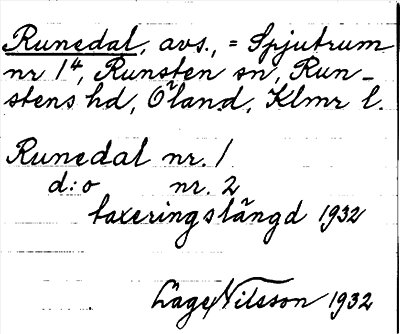 Runedal, avs., = Spjutrum
nr 1⁴, Runsten sn, Run-
stens hd, Öland, Klmr l.
Runedal nr. 1
d:o nr. 2
taxeringslängd 1932
Låge Nilsson 1932